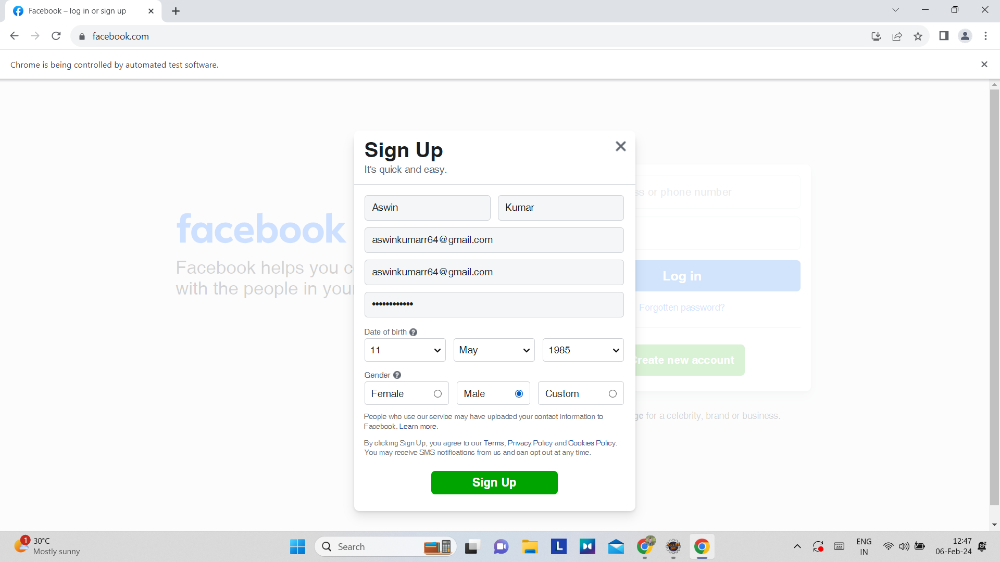 Facebook – log in or sign up
facebook.com
Chrome is being controlled by automated test software.
Sign Up
It's quick and easy.
Aswin Kumar
aswinkumarr64@gmail.com
aswinkumarr64@gmail.com
••••••••••••
Date of birth ?
11 May 1985
Gender ?
Female Male Custom
People who use our service may have uploaded your contact information to
Facebook. Learn more.
By clicking Sign Up, you agree to our Terms, Privacy Policy and Cookies Policy.
You may receive SMS notifications from us and can opt out at any time.
Sign Up
facebook
Facebook helps you
with the people in
or phone number
Log in
Forgotten password?
Create new account
for a celebrity, brand or business.
1
30°C
Mostly sunny
Search
L
ENG
IN
12:47
06-Feb-24